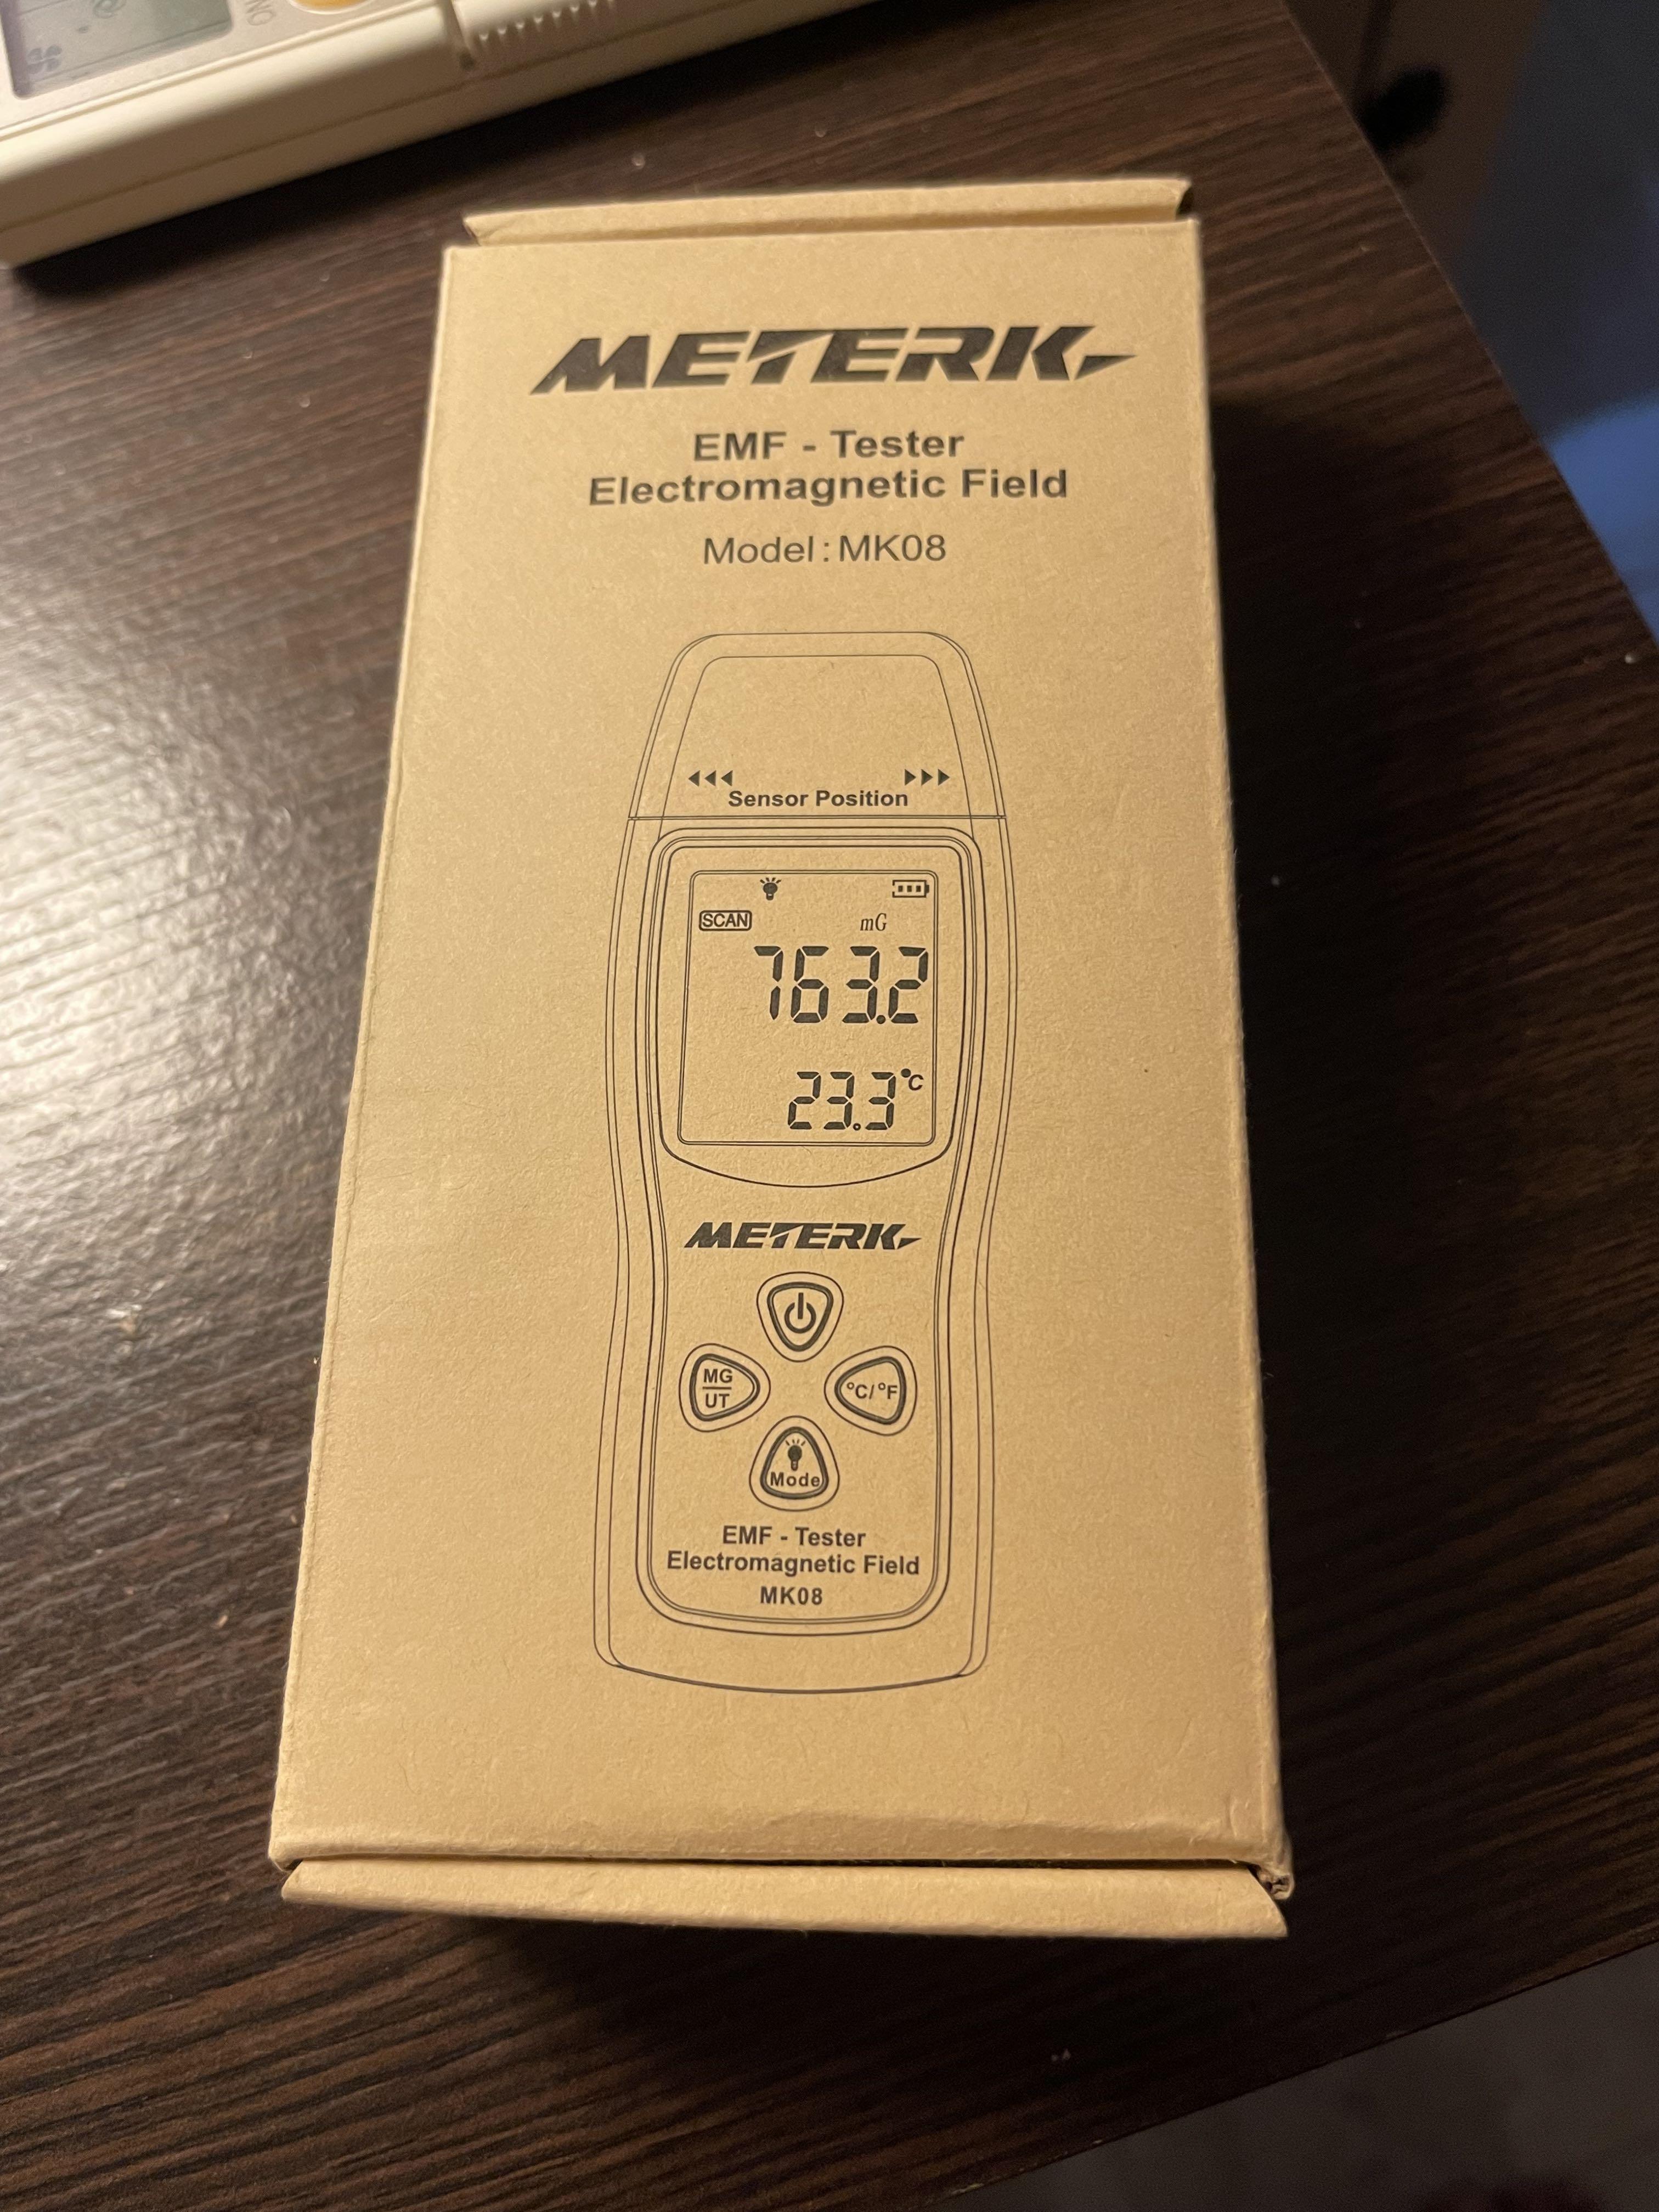 METERK
EMF - Tester
Electromagnetic Field
Model : MK08
Sensor Position
SCAN
mG
763.2
23.3°C
METERK
MG
UT
°C/°F
Mode
EMF - Tester
Electromagnetic Field
MK08